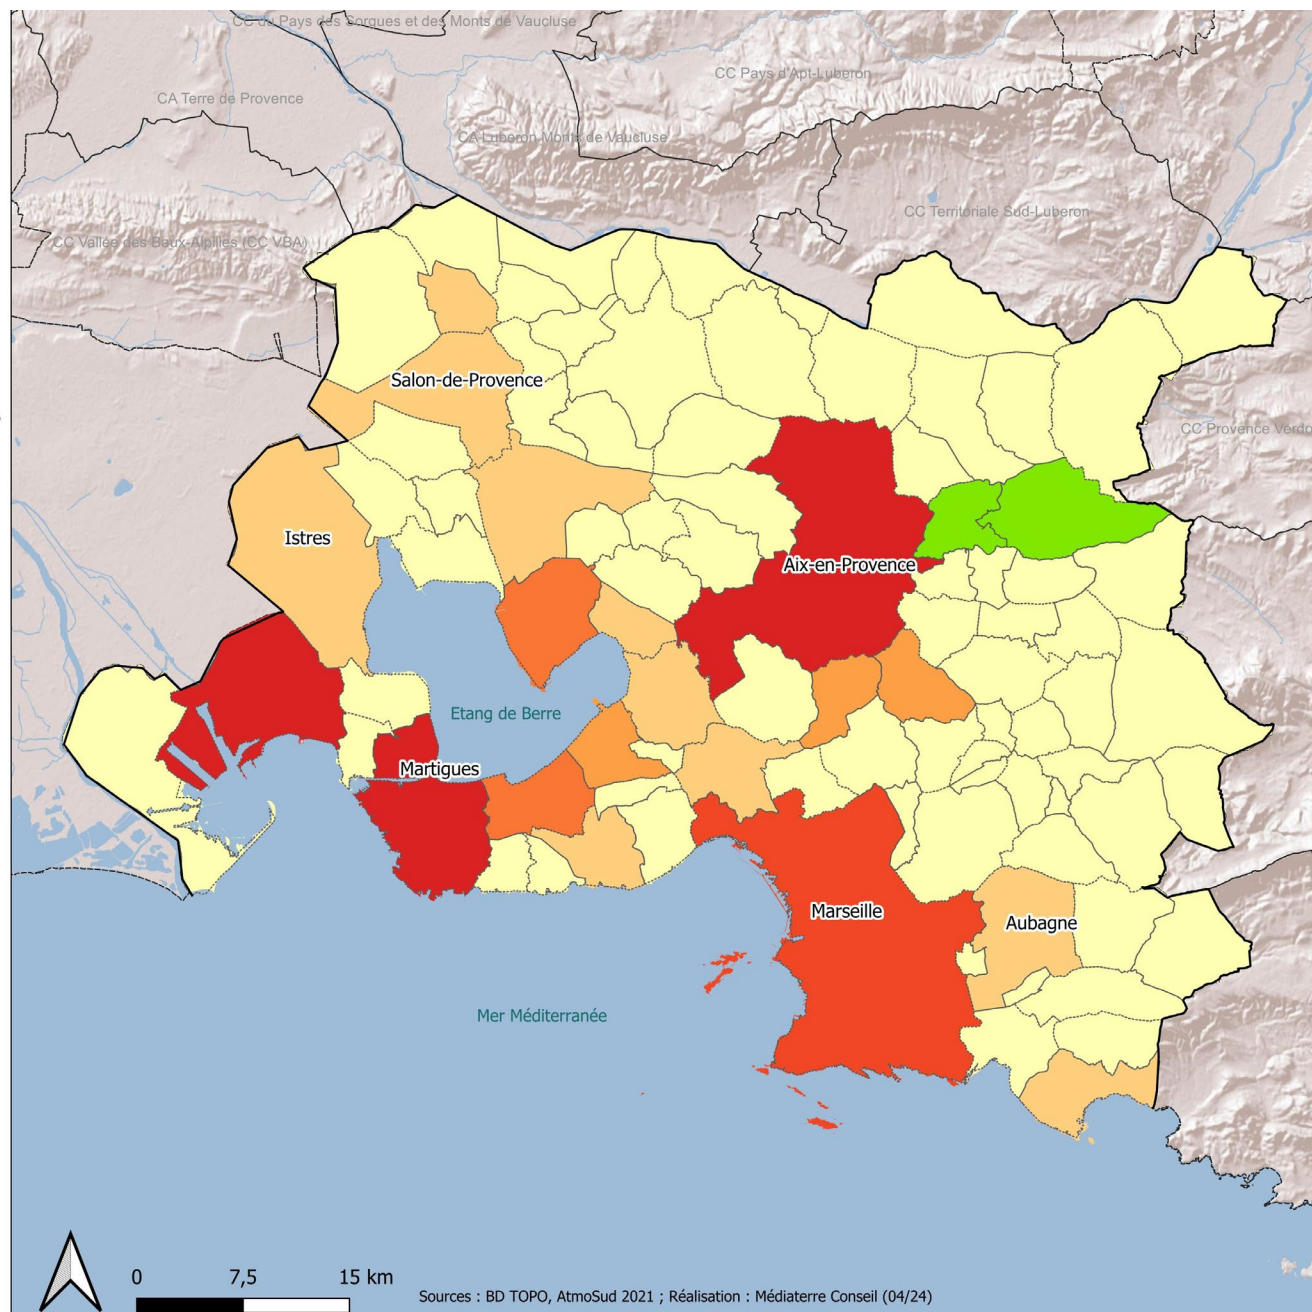 CC du Pays des Sorgues et des Monts de Vaucluse
CC Pays d'Apt-Luberon
CA Terre de Provence
CA Luberon Monts de Vaucluse
CC Territoriale Sud-Luberon
CC Vallée des Baux-Alpilles (CC VBA)
Salon-de-Provence
CC Provence Verdo
Istres
Aix-en-Provence
Etang de Berre
Martigues
Marseille
Aubagne
Mer Méditerranée
0 7,5 15 km
Sources : BD TOPO, AtmoSud 2021 ; Réalisation : Médiaterre Conseil (04/24)